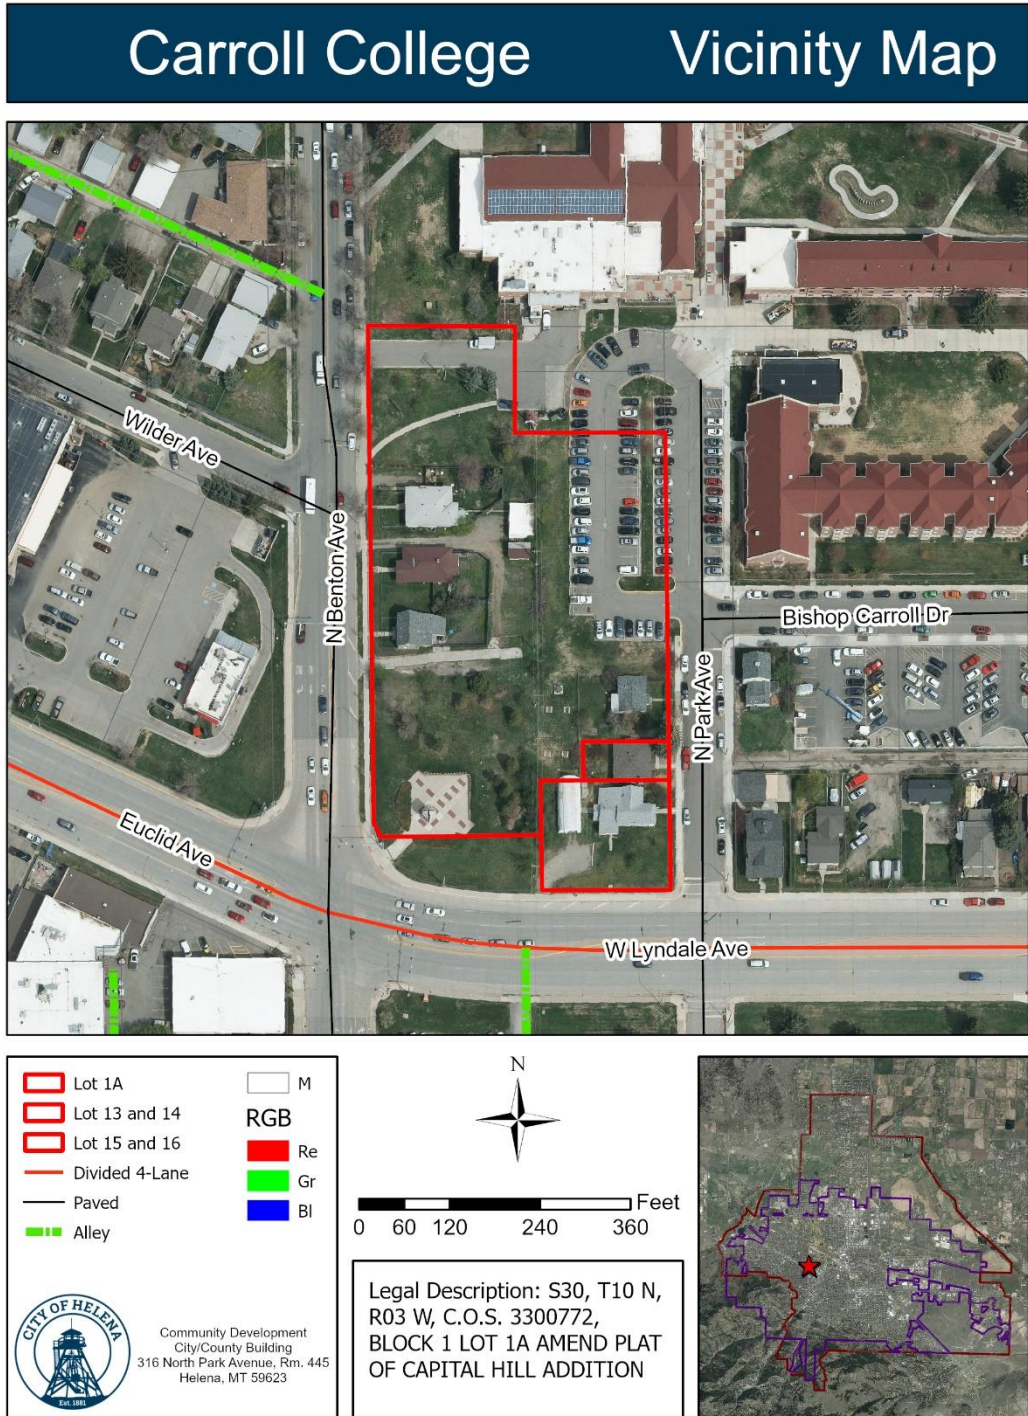 Carroll College Vicinity Map
Wilder Ave
N Benton Ave
Bishop Carroll Dr
N Park Ave
Euclid Ave
W Lyndale Ave
Lot 1A
Lot 13 and 14
Lot 15 and 16
Divided 4-Lane
Paved
Alley
M
RGB
Re
Gr
Bl
CITY OF HELENA
Est. 1881
Community Development
City/County Building
316 North Park Avenue, Rm. 445
Helena, MT 59623
N
Feet
0 60 120 240 360
Legal Description: S30, T10 N,
R03 W, C.O.S. 3300772,
BLOCK 1 LOT 1A AMEND PLAT
OF CAPITAL HILL ADDITION